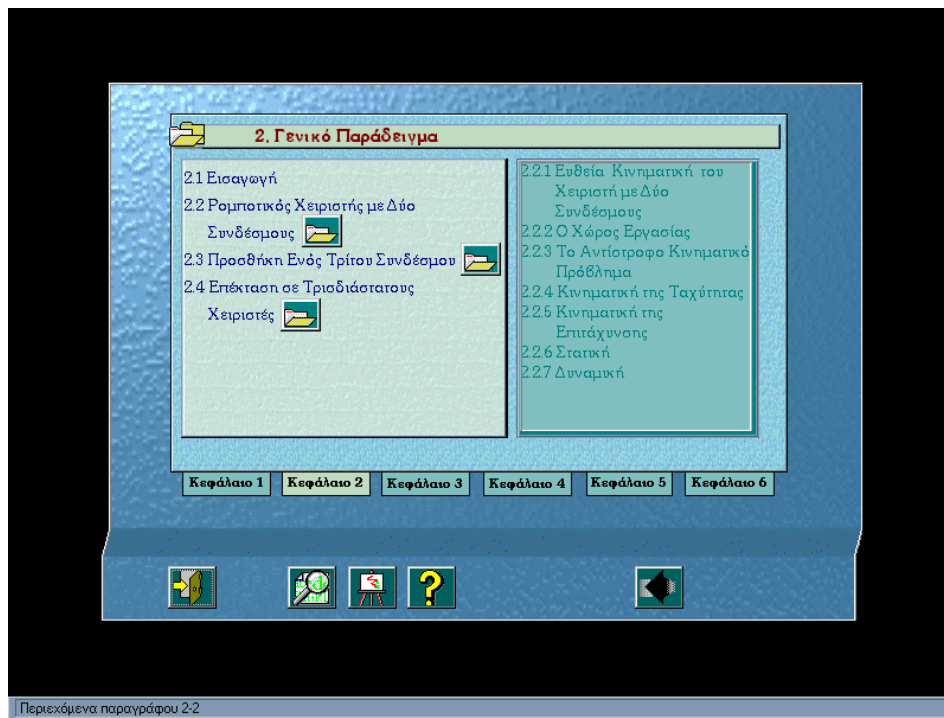 2. Γενικό Παράδειγμα
2.1 Εισαγωγή
2.2 Ρομποτικός Χειριστής με Δύο
Συνδέσμους
2.3 Προσθήκη Ενός Τρίτου Συνδέσμου
2.4 Επέκταση σε Τρισδιάστατους
Χειριστές
2.2.1 Ευθεία Κινηματική του
Χειριστή με Δύο
Συνδέσμους
2.2.2 Ο Χώρος Εργασίας
2.2.3 Το Αντίστροφο Κινηματικό
Πρόβλημα
2.2.4 Κινηματική της Ταχύτητας
2.2.5 Κινηματική της
Επιτάχυνσης
2.2.6 Στατική
2.2.7 Δυναμική
Κεφάλαιο 1 Κεφάλαιο 2 Κεφάλαιο 3 Κεφάλαιο 4 Κεφάλαιο 5 Κεφάλαιο 6
Περιεχόμενα παραγράφου 2-2